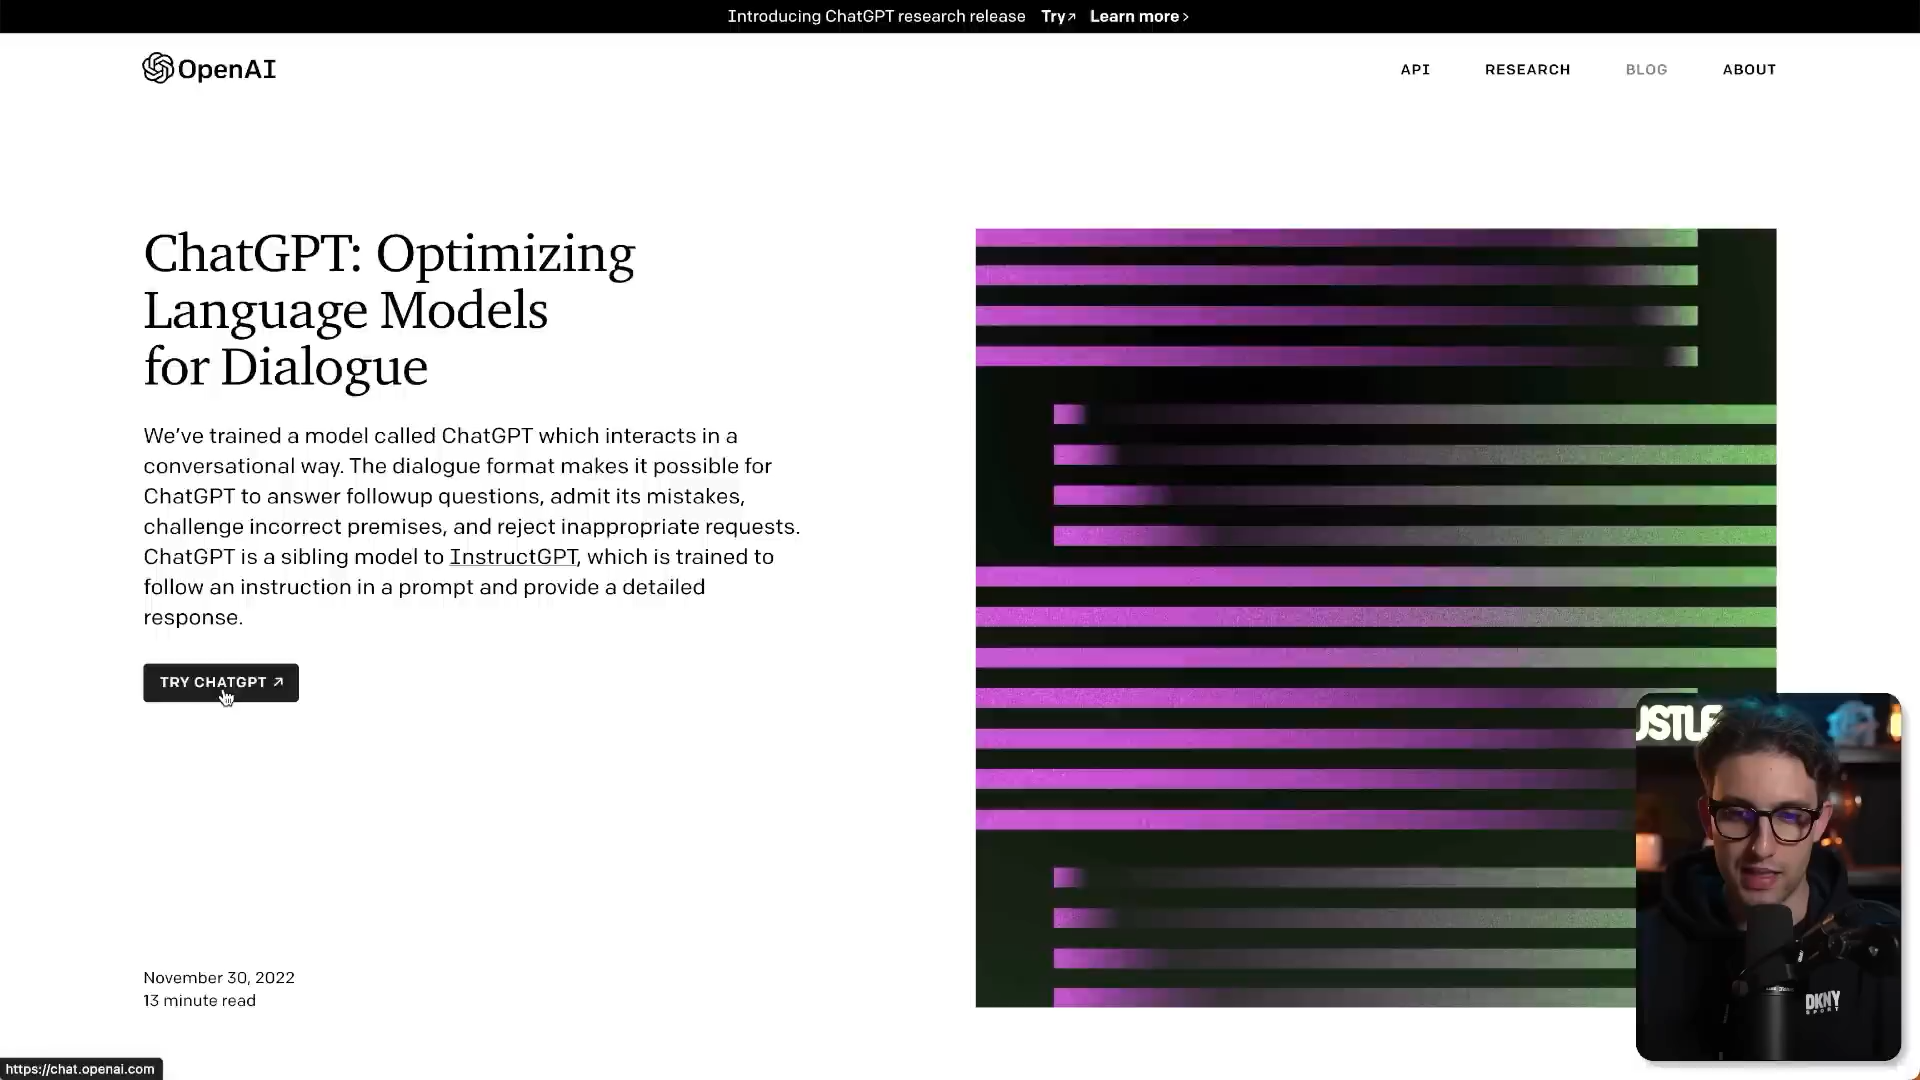 Introducing ChatGPT research release Try↗ Learn more ›
OpenAI
API RESEARCH BLOG ABOUT
ChatGPT: Optimizing
Language Models
for Dialogue
We’ve trained a model called ChatGPT which interacts in a
conversational way. The dialogue format makes it possible for
ChatGPT to answer followup questions, admit its mistakes,
challenge incorrect premises, and reject inappropriate requests.
ChatGPT is a sibling model to InstructGPT, which is trained to
follow an instruction in a prompt and provide a detailed
response.
TRY CHATGPT ↗
USTLE
DKNY
SPORT
November 30, 2022
13 minute read
https://chat.openai.com